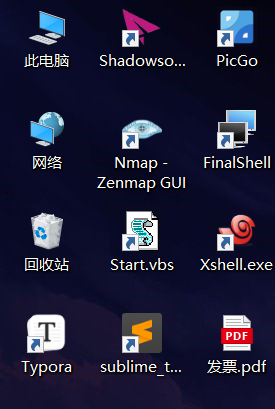 此电脑
Shadowso...
PicGo
网络
Nmap -
Zenmap GUI
FinalShell
回收站
Start.vbs
Xshell.exe
Typora
sublime_t...
发票.pdf
T
PDF